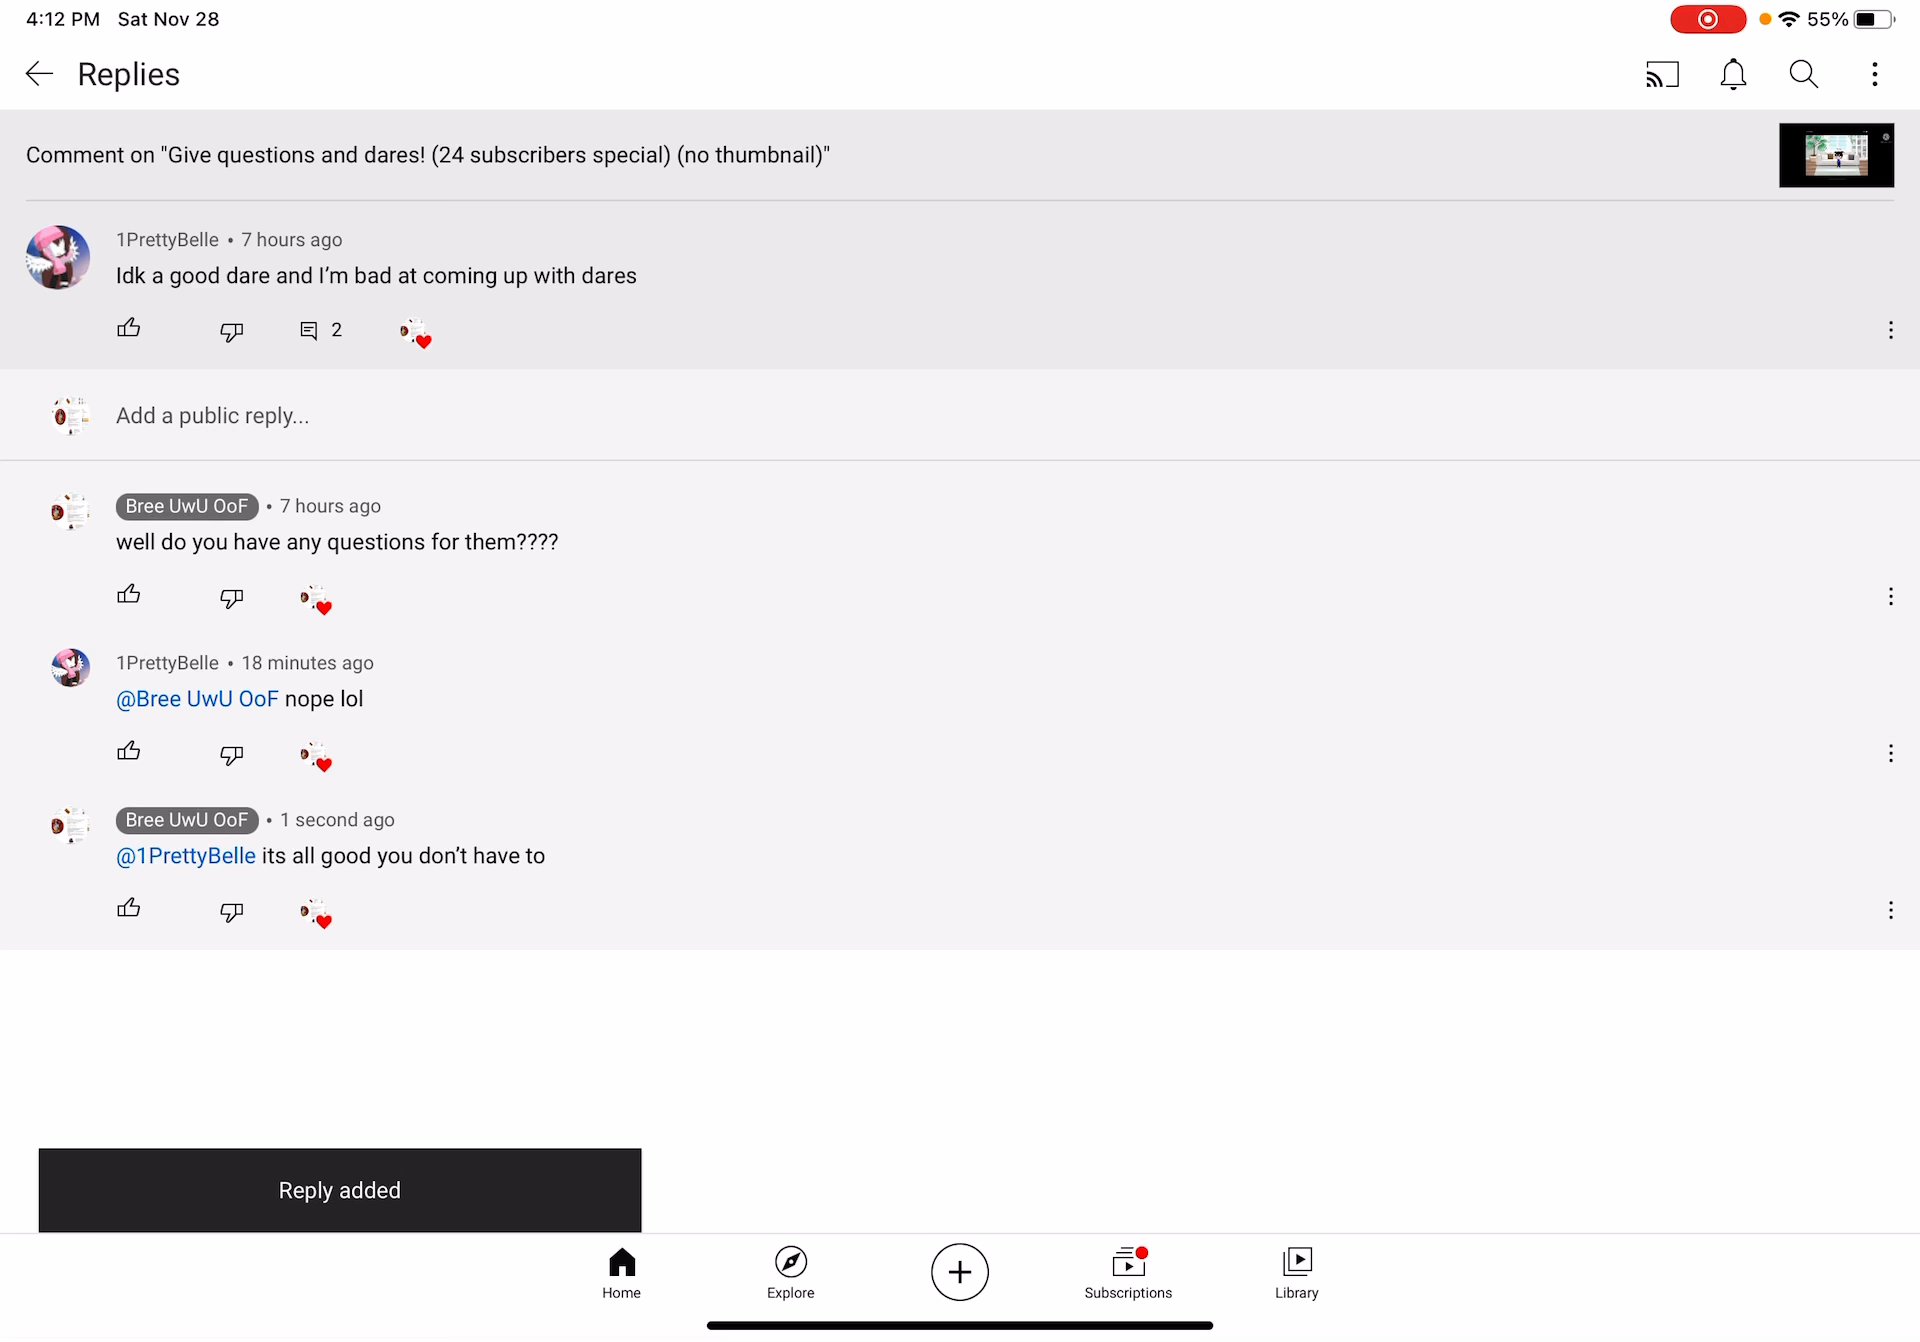 4:12 PM Sat Nov 28
55%
Replies
Comment on "Give questions and dares! (24 subscribers special) (no thumbnail)"
1PrettyBelle • 7 hours ago
Idk a good dare and I’m bad at coming up with dares
2
Add a public reply...
Bree UwU OoF • 7 hours ago
well do you have any questions for them????
1PrettyBelle • 18 minutes ago
@Bree UwU OoF nope lol
Bree UwU OoF • 1 second ago
@1PrettyBelle its all good you don’t have to
Reply added
Home
Explore
Subscriptions
Library